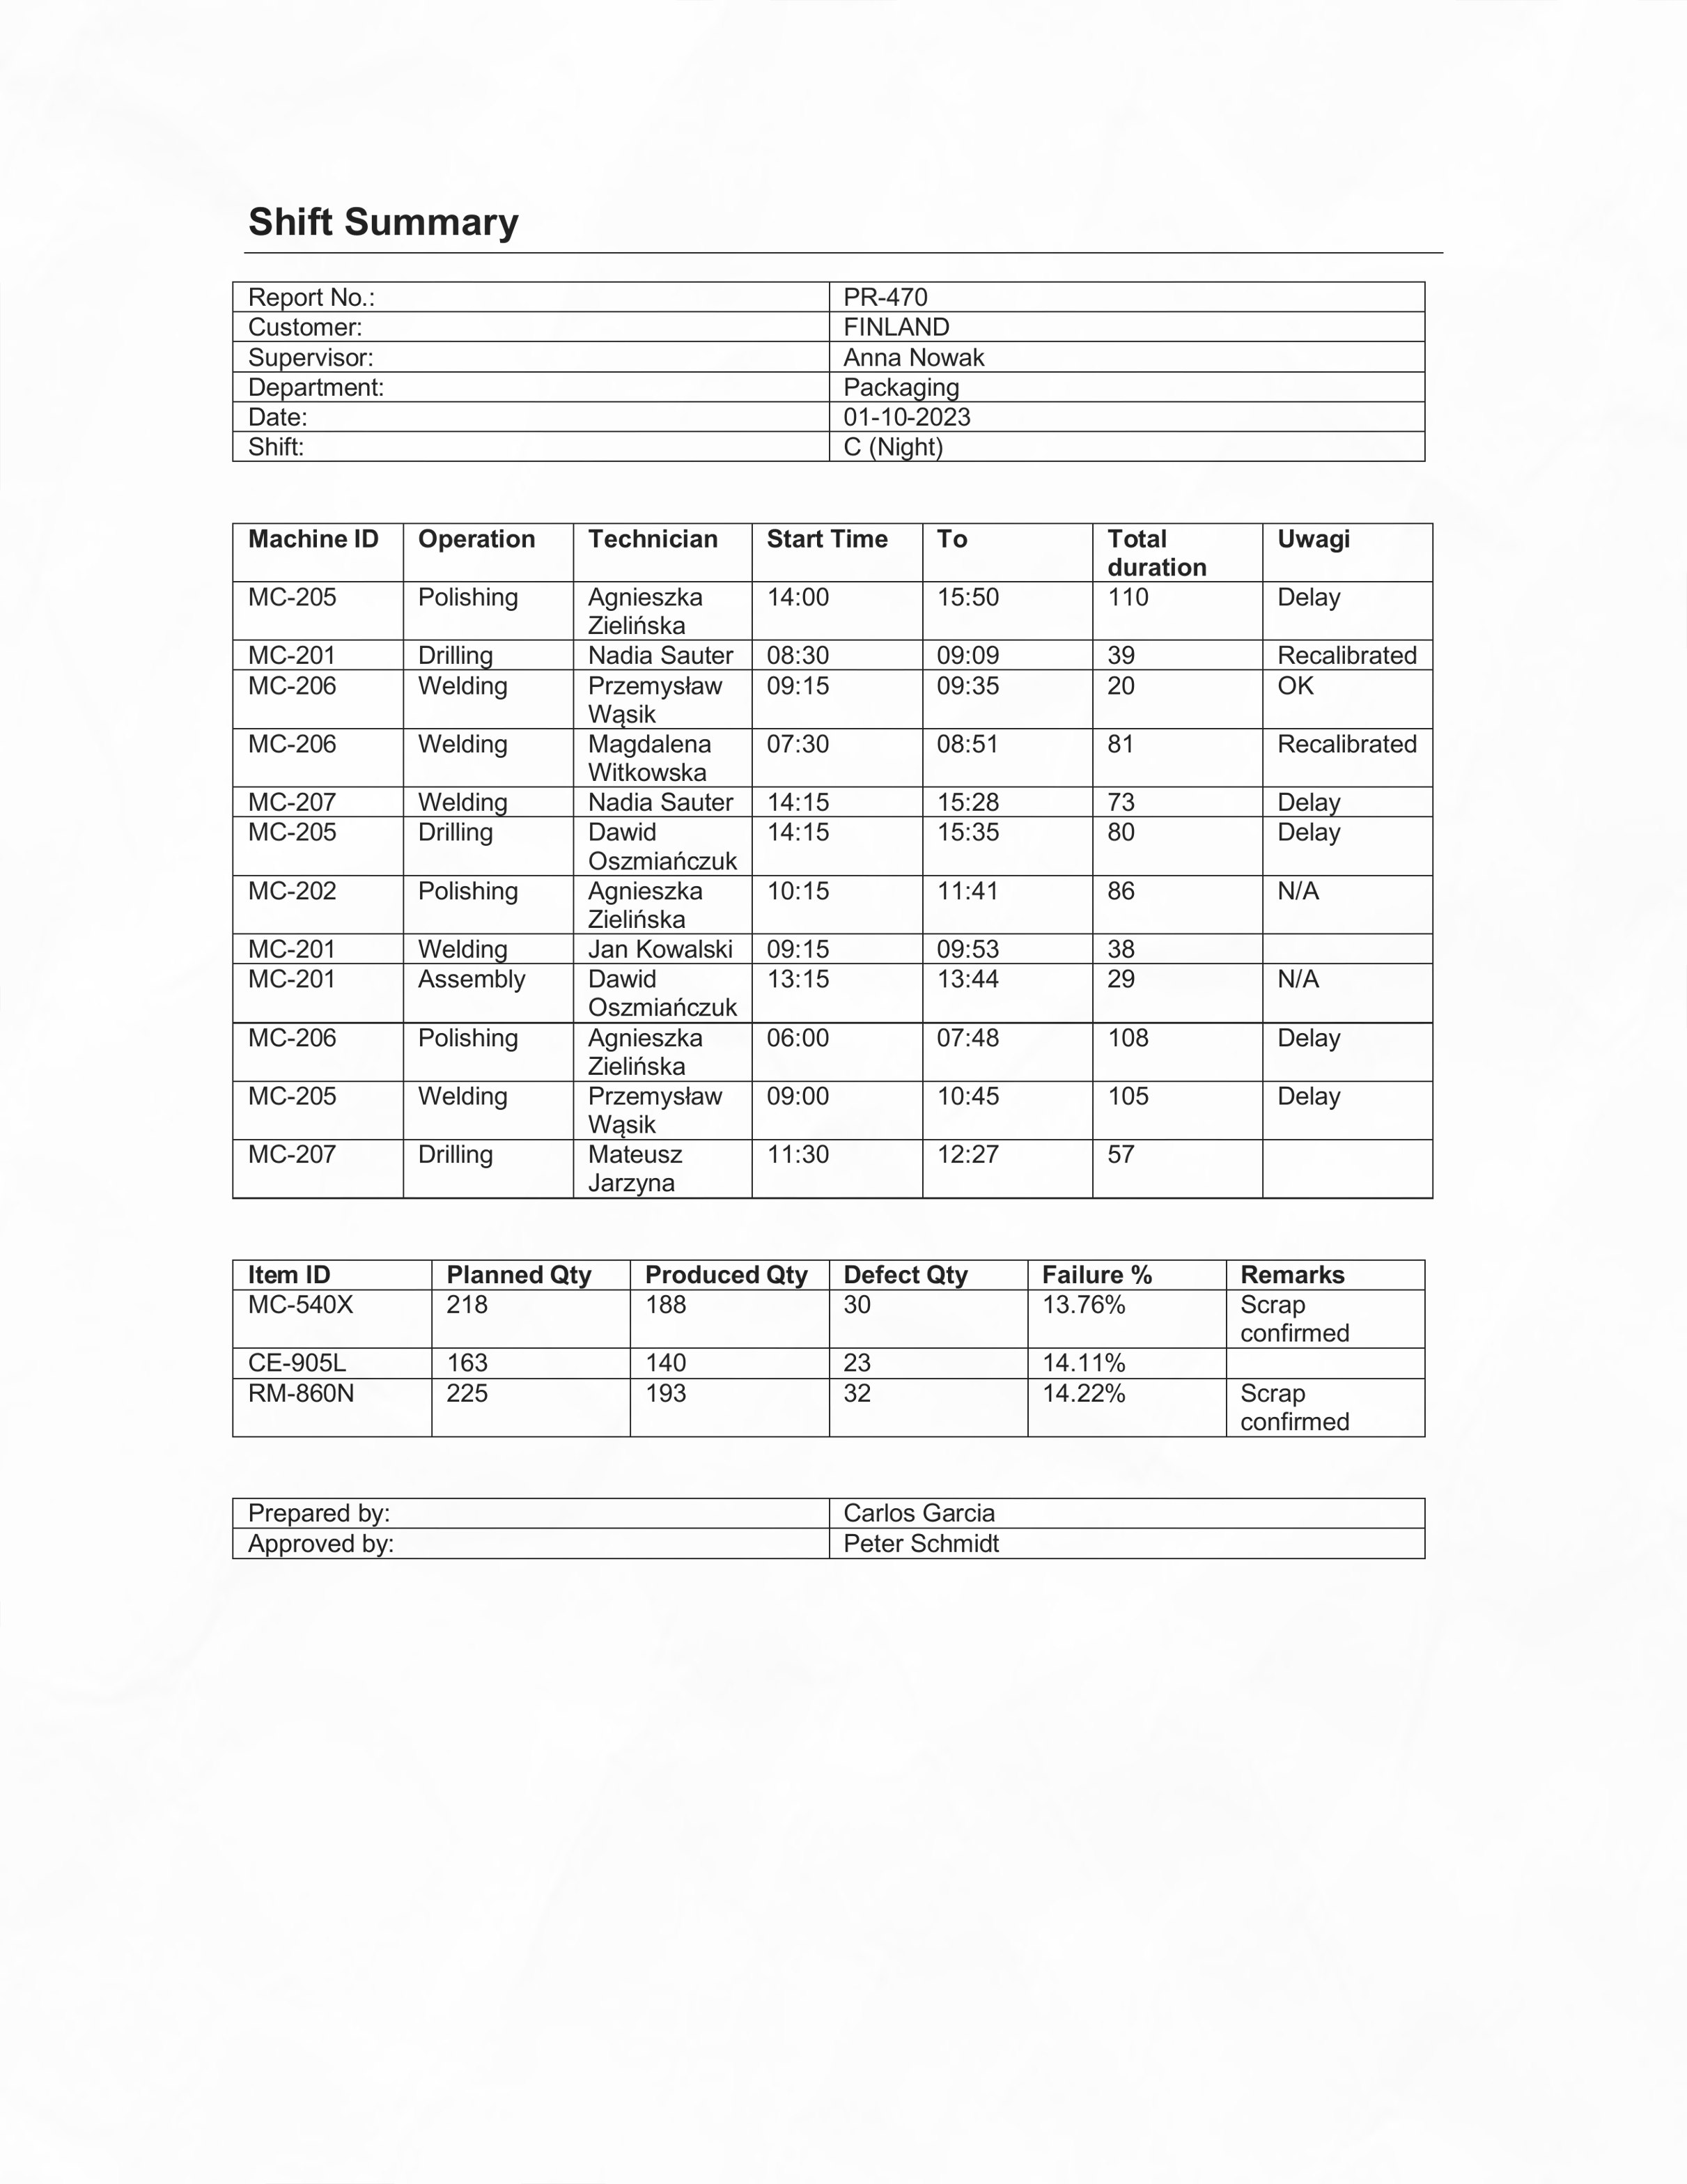 Shift Summary
Report No.: PR-470
Customer: FINLAND
Supervisor: Anna Nowak
Department: Packaging
Date: 01-10-2023
Shift: C (Night)
Machine ID Operation Technician Start Time To Total duration Uwagi
MC-205 Polishing Agnieszka Zielińska 14:00 15:50 110 Delay
MC-201 Drilling Nadia Sauter 08:30 09:09 39 Recalibrated
MC-206 Welding Przemysław Wąsik 09:15 09:35 20 OK
MC-206 Welding Magdalena Witkowska 07:30 08:51 81 Recalibrated
MC-207 Welding Nadia Sauter 14:15 15:28 73 Delay
MC-205 Drilling Dawid Oszmiańczuk 14:15 15:35 80 Delay
MC-202 Polishing Agnieszka Zielińska 10:15 11:41 86 N/A
MC-201 Welding Jan Kowalski 09:15 09:53 38
MC-201 Assembly Dawid Oszmiańczuk 13:15 13:44 29 N/A
MC-206 Polishing Agnieszka Zielińska 06:00 07:48 108 Delay
MC-205 Welding Przemysław Wąsik 09:00 10:45 105 Delay
MC-207 Drilling Mateusz Jarzyna 11:30 12:27 57
Item ID Planned Qty Produced Qty Defect Qty Failure % Remarks
MC-540X 218 188 30 13.76% Scrap confirmed
CE-905L 163 140 23 14.11%
RM-860N 225 193 32 14.22% Scrap confirmed
Prepared by: Carlos Garcia
Approved by: Peter Schmidt